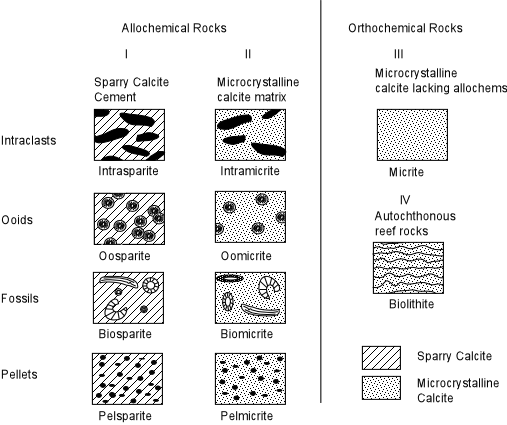 Allochemical Rocks
Orthochemical Rocks
I
II
III
Sparry Calcite
Cement
Microcrystalline
calcite matrix
Microcrystalline
calcite lacking allochems
Intraclasts
Intrasparite
Intramicrite
Micrite
IV
Autochthonous
reef rocks
Ooids
Oosparite
Oomicrite
Biolithite
Fossils
Biosparite
Biomicrite
Sparry Calcite
Pellets
Microcrystalline
Calcite
Pelsparite
Pelmicrite